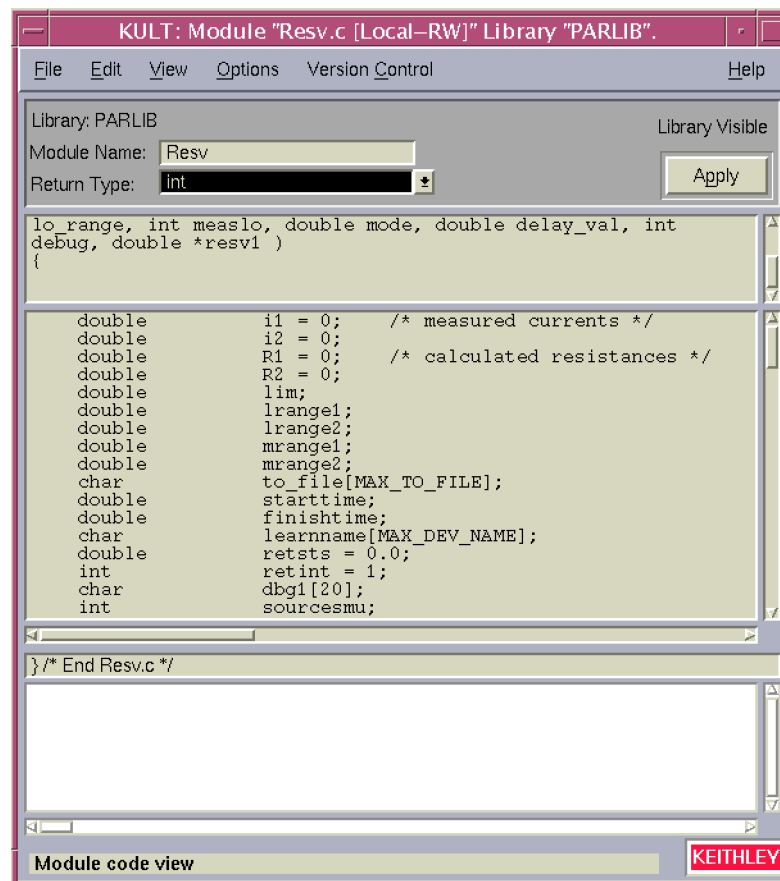 KULT: Module "Resv.c [Local-RW]" Library "PARLIB".
File Edit View Options Version Control Help
Library: PARLIB
Library Visible
Module Name: Resv
Return Type: int
Apply
lo_range, int measlo, double mode, double delay_val, int
debug, double *resv1 )
{
double i1 = 0; /* measured currents */
double i2 = 0;
double R1 = 0; /* calculated resistances */
double R2 = 0;
double lim;
double lrange1;
double lrange2;
double mrange1;
double mrange2;
char to_file[MAX_TO_FILE];
double starttime;
double finishtime;
char learnname[MAX_DEV_NAME];
double retsts = 0.0;
int retint = 1;
char dbg1[20];
int sourcesmu;
} /* End Resv.c */
Module code view
KEITHLEY